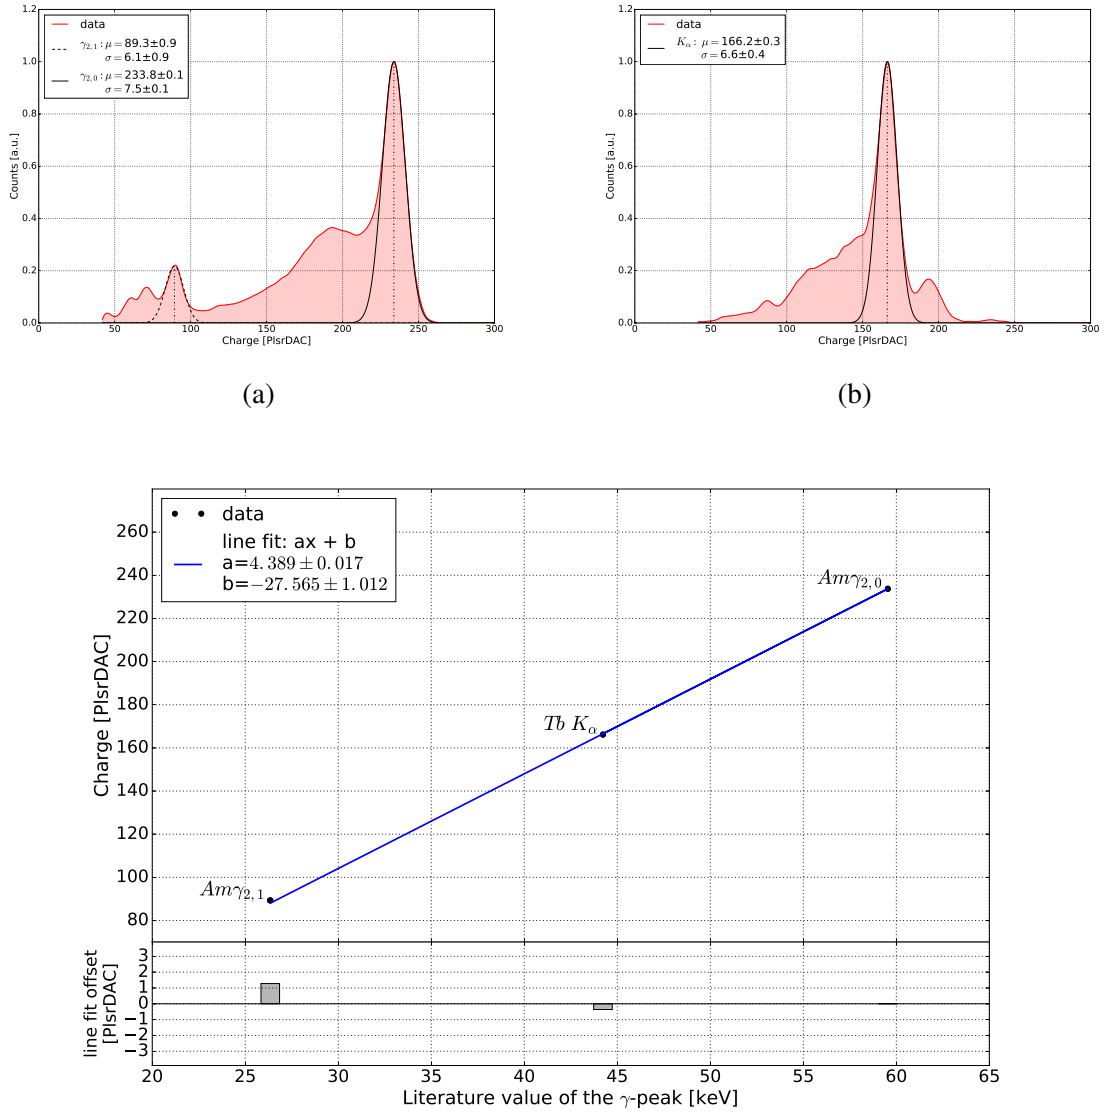 data
γ2,1: μ=89.3±0.9
σ=6.1±0.9
γ2,0: μ=233.8±0.1
σ=7.5±0.1
Counts [a.u.]
1.2
1.0
0.8
0.6
0.4
0.2
0.0
0 50 100 150 200 250 300
Charge [PlsrDAC]
(a)
data
Kα: μ=166.2±0.3
σ=6.6±0.4
Counts [a.u.]
1.2
1.0
0.8
0.6
0.4
0.2
0.0
0 50 100 150 200 250 300
Charge [PlsrDAC]
(b)
data
line fit: ax + b
a=4.389±0.017
b=−27.565±1.012
Charge [PlsrDAC]
260
240
220
200
180
160
140
120
100
80
Amγ2,0
Tb Kα
Amγ2,1
line fit offset
[PlsrDAC]
3
2
1
0
−1
−2
−3
20 25 30 35 40 45 50 55 60 65
Literature value of the γ-peak [keV]